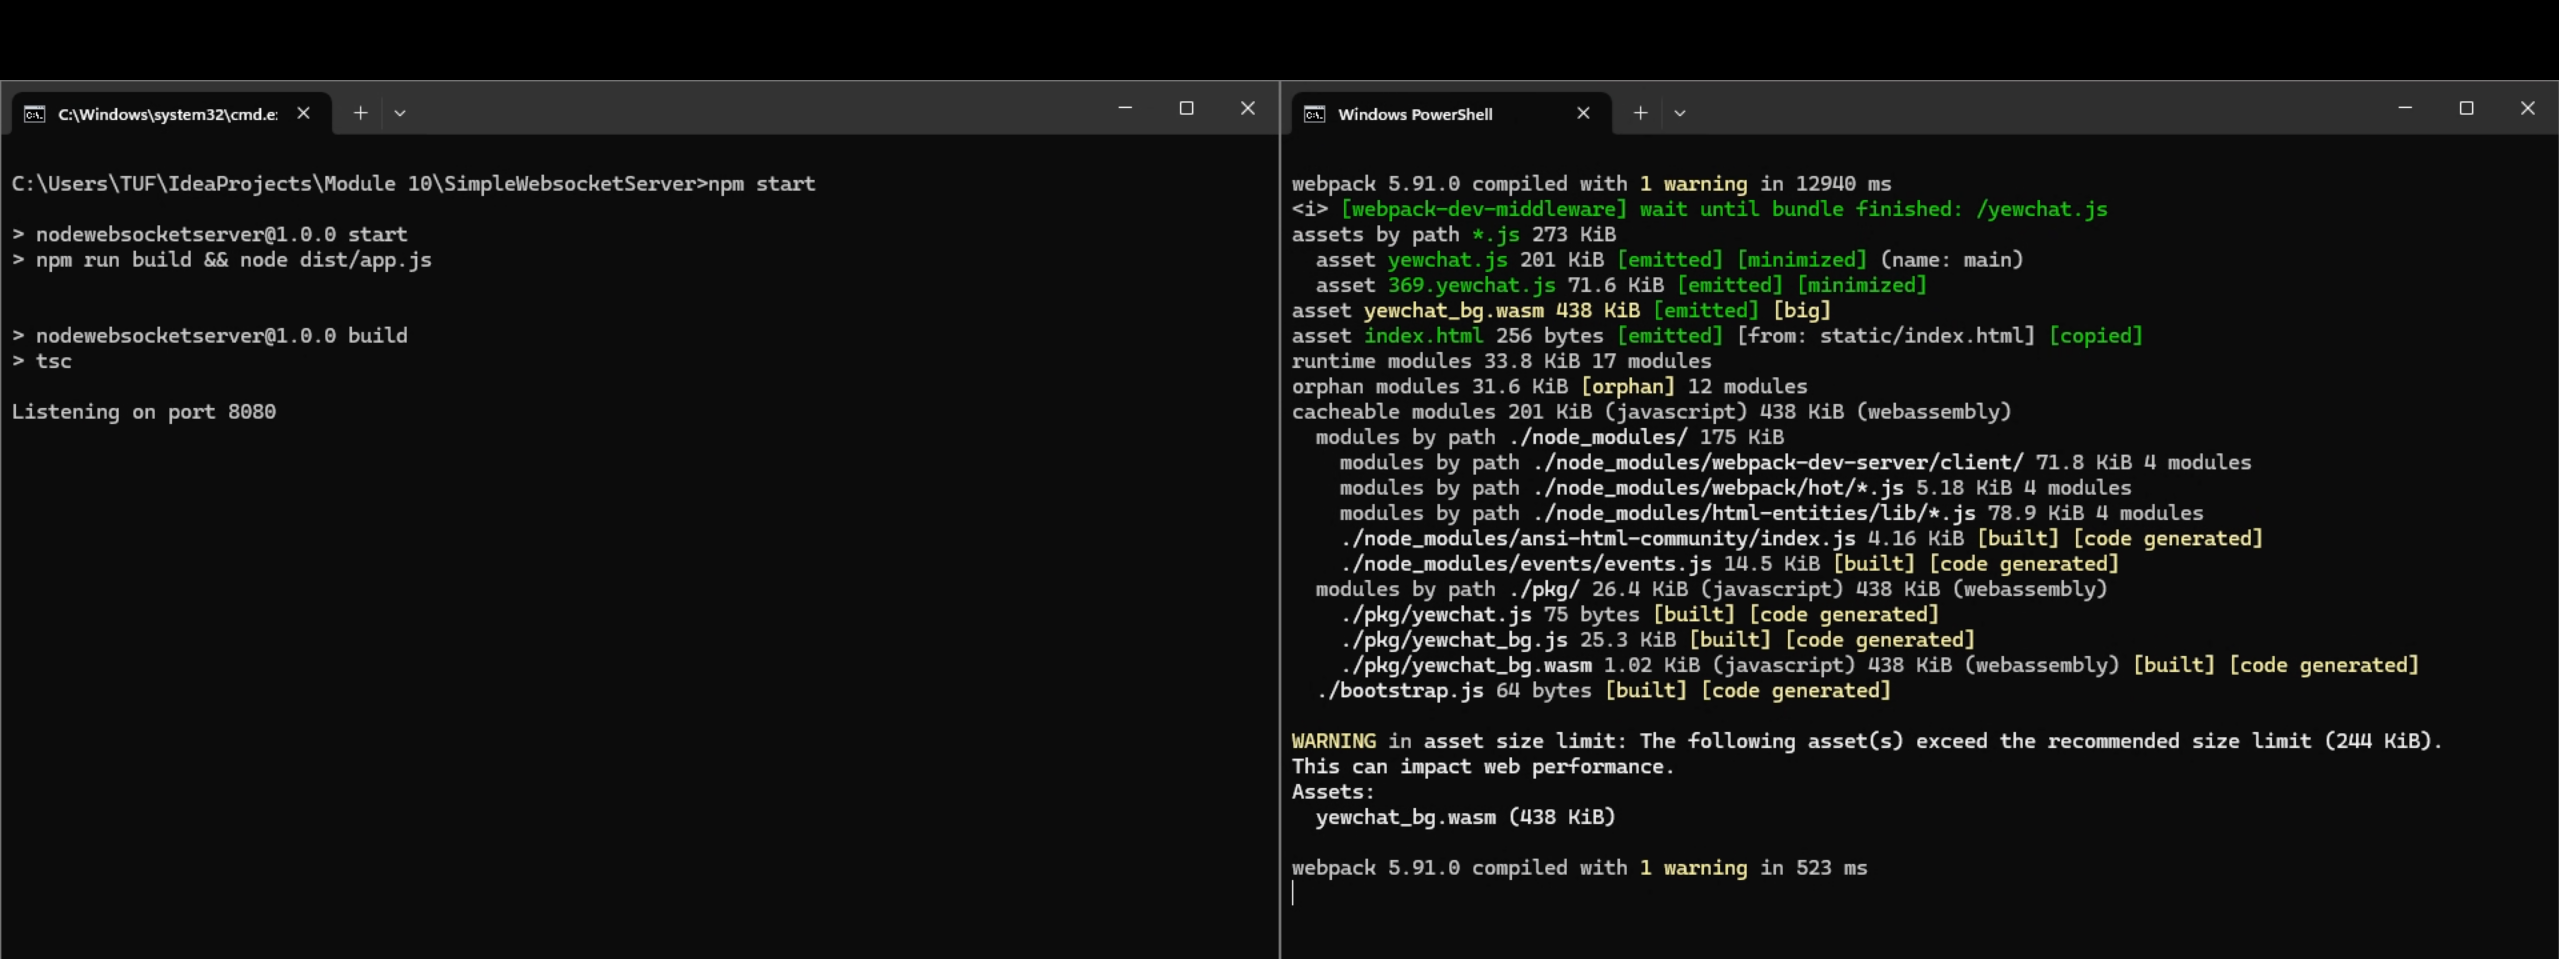 C:\Windows\system32\cmd.e:
C:\Users\TUF\IdeaProjects\Module 10\SimpleWebsocketServer>npm start
> nodewebsocketserver@1.0.0 start
> npm run build && node dist/app.js
> nodewebsocketserver@1.0.0 build
> tsc
Listening on port 8080
Windows PowerShell
webpack 5.91.0 compiled with 1 warning in 12940 ms
<i> [webpack-dev-middleware] wait until bundle finished: /yewchat.js
assets by path *.js 273 KiB
  asset yewchat.js 201 KiB [emitted] [minimized] (name: main)
  asset 369.yewchat.js 71.6 KiB [emitted] [minimized]
asset yewchat_bg.wasm 438 KiB [emitted] [big]
asset index.html 256 bytes [emitted] [from: static/index.html] [copied]
runtime modules 33.8 KiB 17 modules
orphan modules 31.6 KiB [orphan] 12 modules
cacheable modules 201 KiB (javascript) 438 KiB (webassembly)
  modules by path ./node_modules/ 175 KiB
    modules by path ./node_modules/webpack-dev-server/client/ 71.8 KiB 4 modules
    modules by path ./node_modules/webpack/hot/*.js 5.18 KiB 4 modules
    modules by path ./node_modules/html-entities/lib/*.js 78.9 KiB 4 modules
    ./node_modules/ansi-html-community/index.js 4.16 KiB [built] [code generated]
    ./node_modules/events/events.js 14.5 KiB [built] [code generated]
  modules by path ./pkg/ 26.4 KiB (javascript) 438 KiB (webassembly)
    ./pkg/yewchat.js 75 bytes [built] [code generated]
    ./pkg/yewchat_bg.js 25.3 KiB [built] [code generated]
    ./pkg/yewchat_bg.wasm 1.02 KiB (javascript) 438 KiB (webassembly) [built] [code generated]
  ./bootstrap.js 64 bytes [built] [code generated]
WARNING in asset size limit: The following asset(s) exceed the recommended size limit (244 KiB).
This can impact web performance.
Assets:
  yewchat_bg.wasm (438 KiB)
webpack 5.91.0 compiled with 1 warning in 523 ms